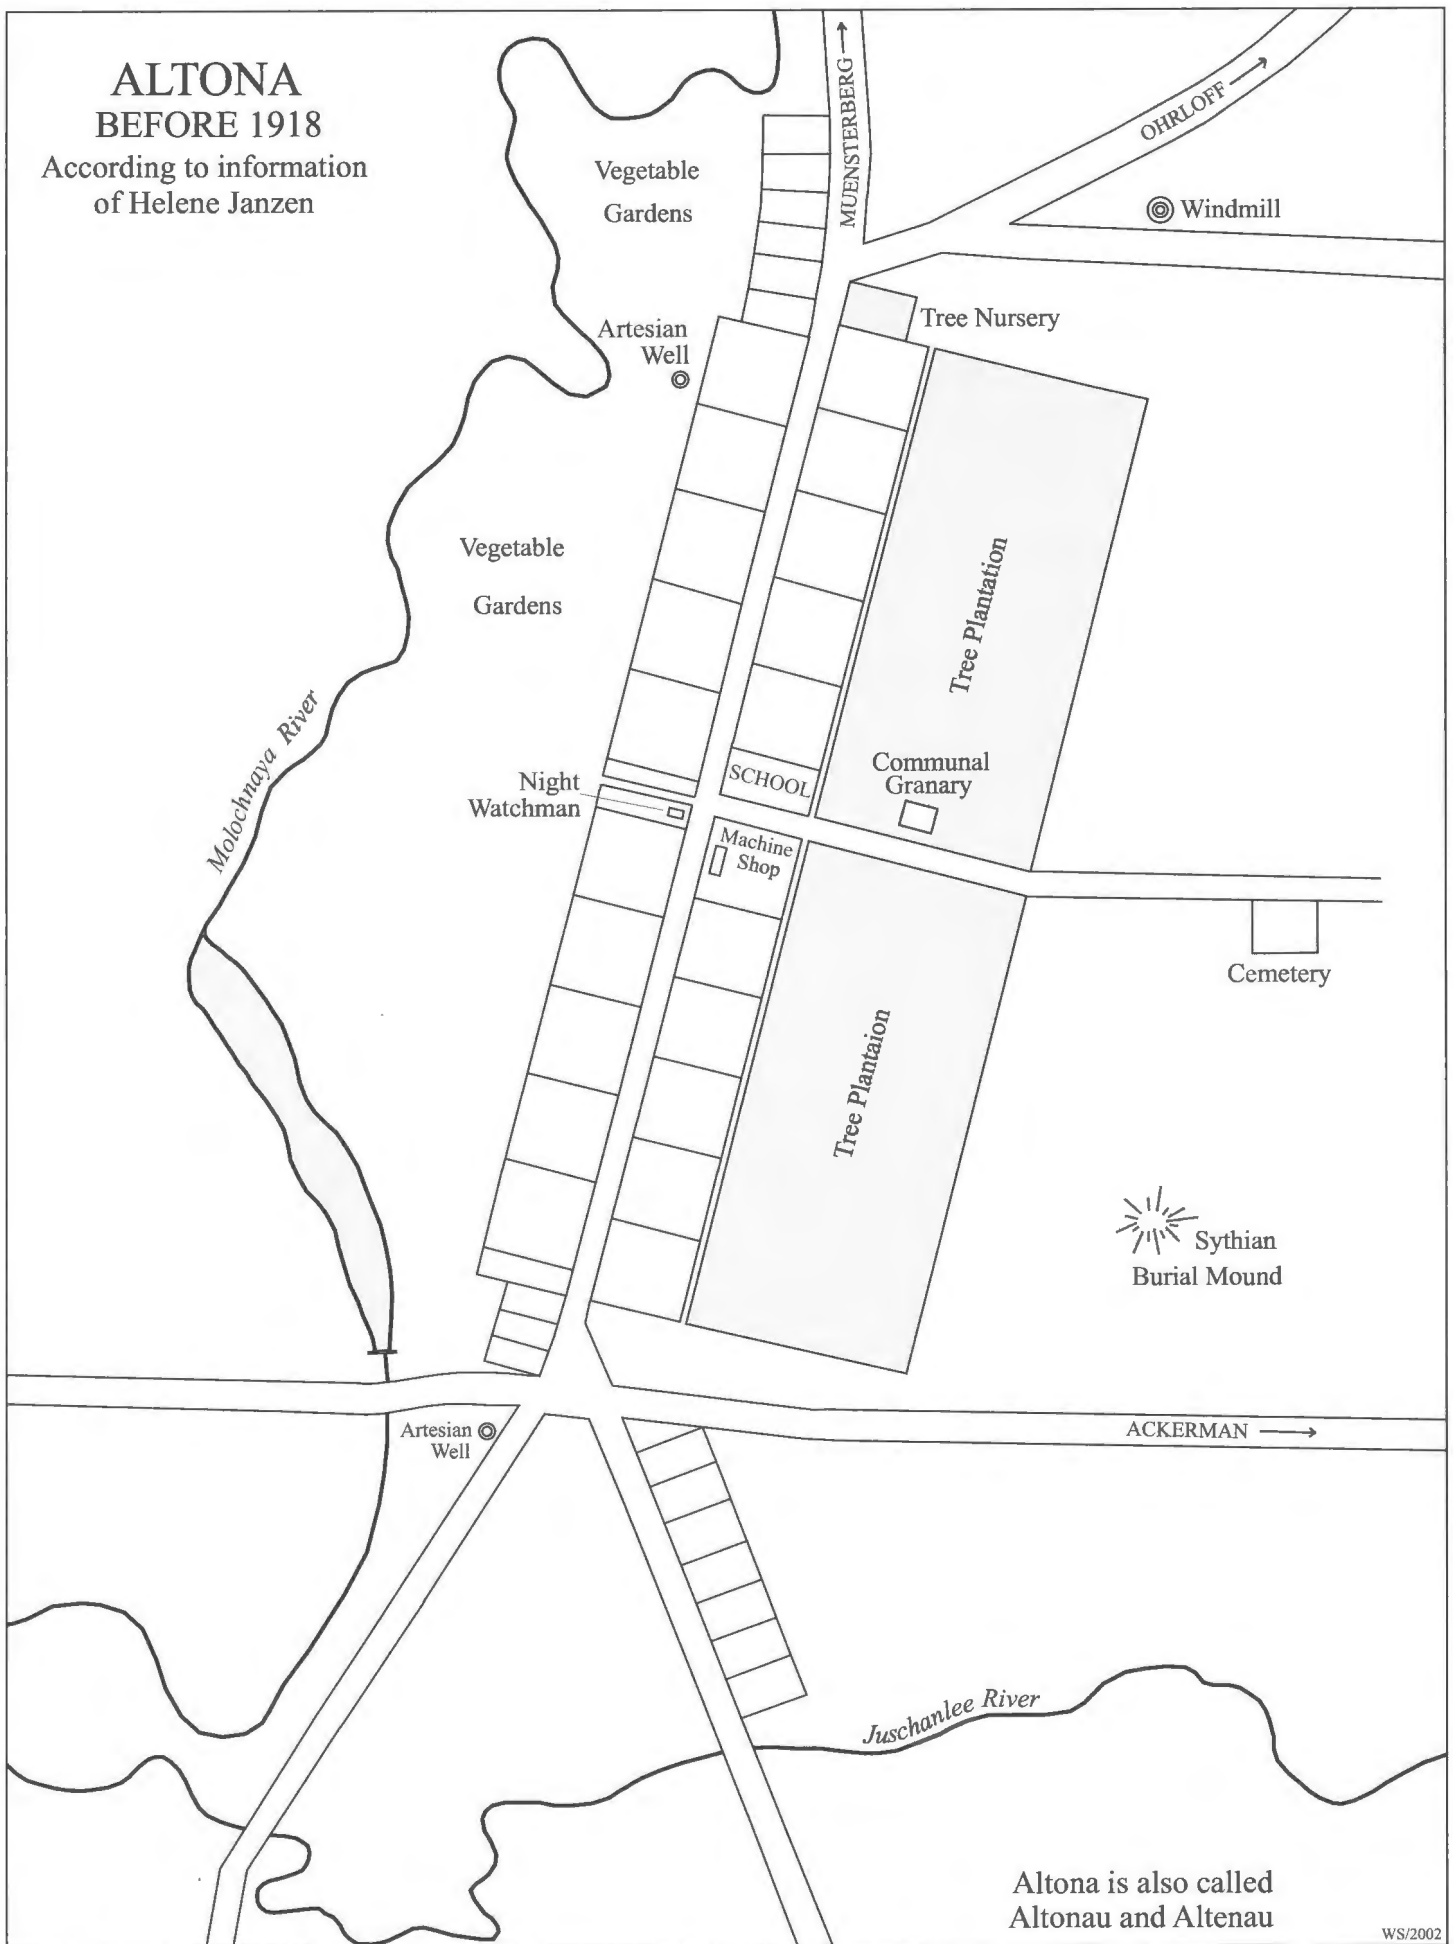 ALTONA
BEFORE 1918
According to information
of Helene Janzen
MUENSTERBERG
OHRLOFF
Windmill
Vegetable
Gardens
Tree Nursery
Artesian
Well
Vegetable
Gardens
Tree Plantation
Molochnaya River
Night
Watchman
SCHOOL
Communal
Granary
Machine
Shop
Cemetery
Tree Plantaion
Sythian
Burial Mound
Artesian
Well
ACKERMAN
Juschanlee River
Altona is also called
Altonau and Altenau
WS/2002